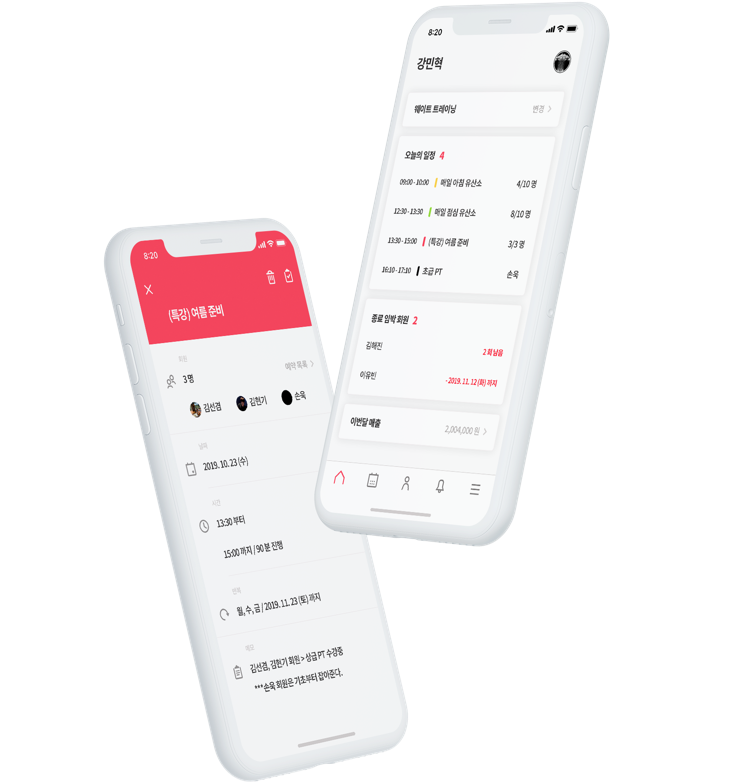 8:20
강민혁
웨이트 트레이닝 변경
오늘의 일정 4
09:00 - 10:00 매일 아침 유산소 4/10 명
12:30 - 13:30 매일 점심 유산소 8/10 명
13:30 - 15:00 (특강) 여름 준비 3/3 명
16:10 - 17:10 초급 PT 손욱
종료 임박 회원 2
김해진 2회 남음
이유빈 - 2019. 11. 12 (화) 까지
이번달 매출 2,004,000 원
8:20
(특강) 여름 준비
회원
3 명 예약 목록
김선겸 김현기 손욱
날짜
2019. 10. 23 (수)
시간
13:30 부터
15:00 까지 / 90 분 진행
반복
월, 수, 금 / 2019. 11. 23 (토) 까지
메모
김선겸, 김현기 회원 > 상급 PT 수강중
***손욱 회원은 기초부터 잡아준다.